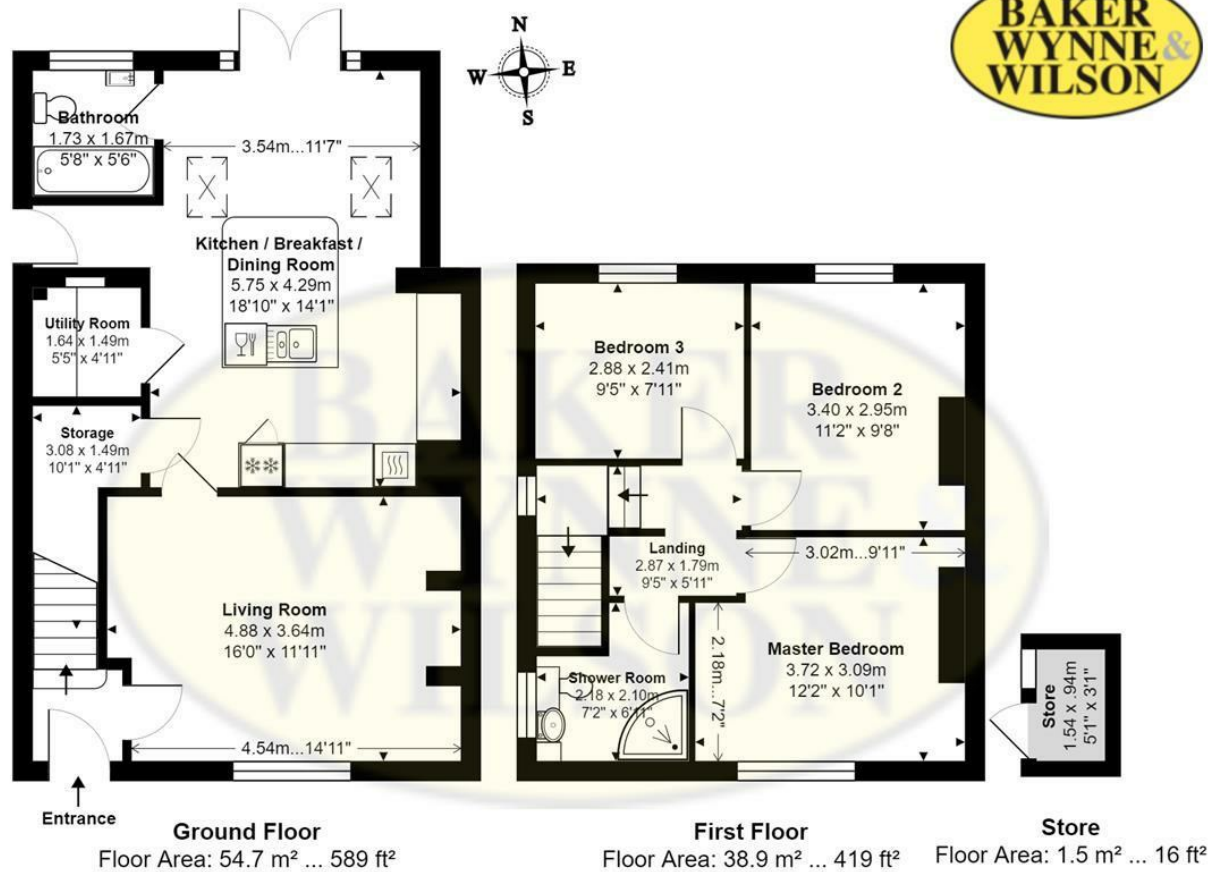 BAKER
WYNNE &
WILSON
N
W E
S
Bathroom
1.73 x 1.67m
5'8" x 5'6"
3.54m...11'7"
Kitchen / Breakfast /
Dining Room
5.75 x 4.29m
18'10" x 14'1"
Utility Room
1.64 x 1.49m
5'5" x 4'11"
Storage
3.08 x 1.49m
10'1" x 4'11"
Living Room
4.88 x 3.64m
16'0" x 11'11"
4.54m...14'11"
Entrance
Ground Floor
Floor Area: 54.7 m² ... 589 ft²
Bedroom 3
2.88 x 2.41m
9'5" x 7'11"
Bedroom 2
3.40 x 2.95m
11'2" x 9'8"
Landing
2.87 x 1.79m
9'5" x 5'11"
3.02m...9'11"
2.18m...7'2"
Master Bedroom
3.72 x 3.09m
12'2" x 10'1"
Shower Room
2.18 x 2.10m
7'2" x 6'11"
First Floor
Floor Area: 38.9 m² ... 419 ft²
Store
1.54 x .94m
5'1" x 3'1"
Store
Floor Area: 1.5 m² ... 16 ft²
BAKER
WYNNE &
WILSON